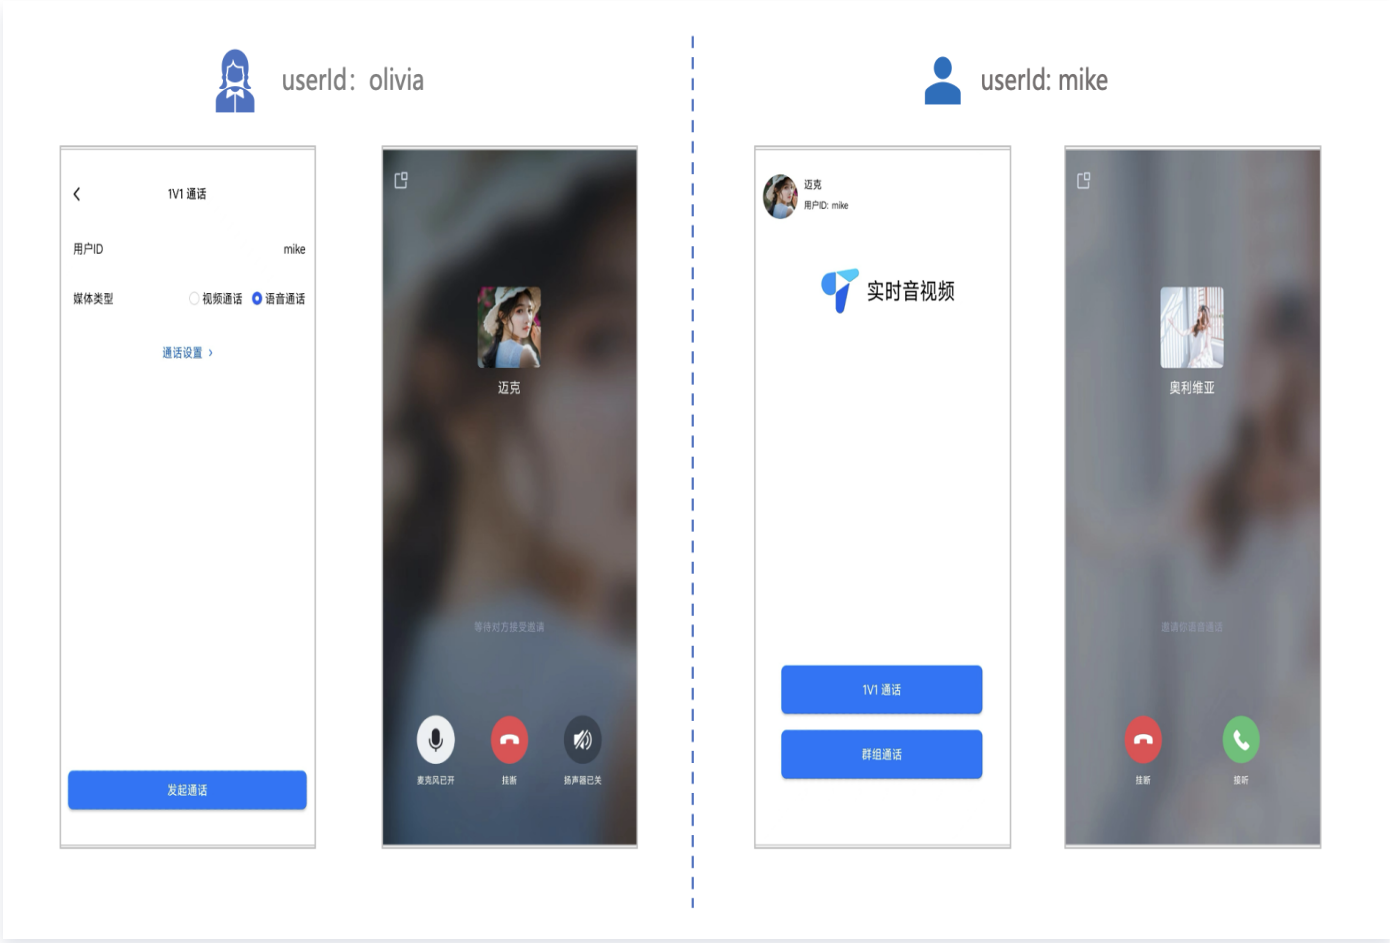 userId：olivia
1V1 通话
用户ID mike
媒体类型 视频通话 语音通话
通话设置 >
发起通话
迈克
等待对方接受邀请
麦克风已开 挂断 扬声器已关
userId: mike
迈克
用户ID: mike
实时音视频
1V1 通话
群组通话
奥利维亚
邀请你语音通话
挂断 接听